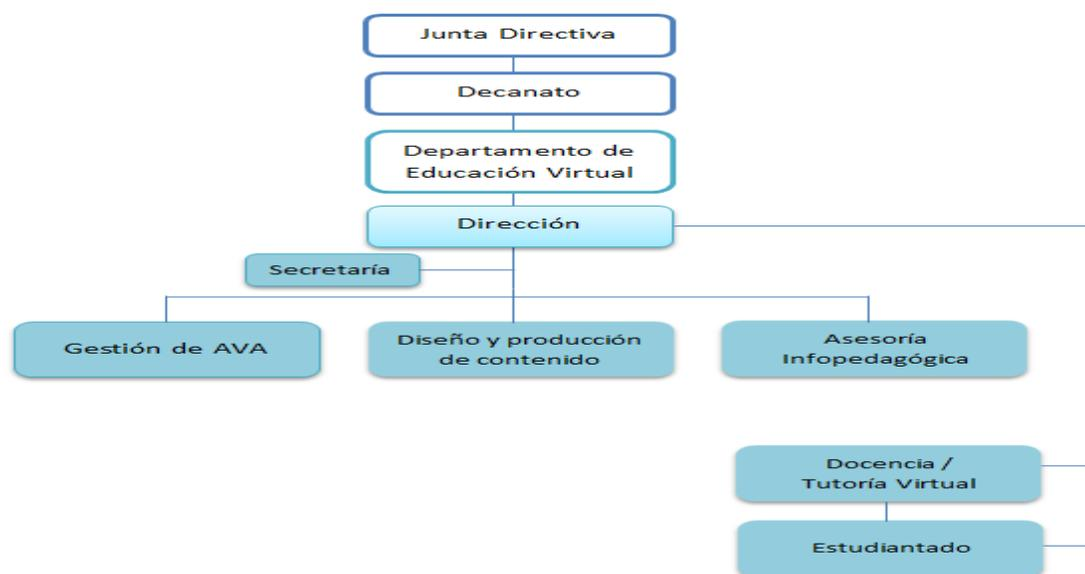 Junta Directiva
Decanato
Departamento de
Educación Virtual
Dirección
Secretaría
Gestión de AVA
Diseño y producción
de contenido
Asesoría
Infopedagógica
Docencia /
Tutoría Virtual
Estudiantado